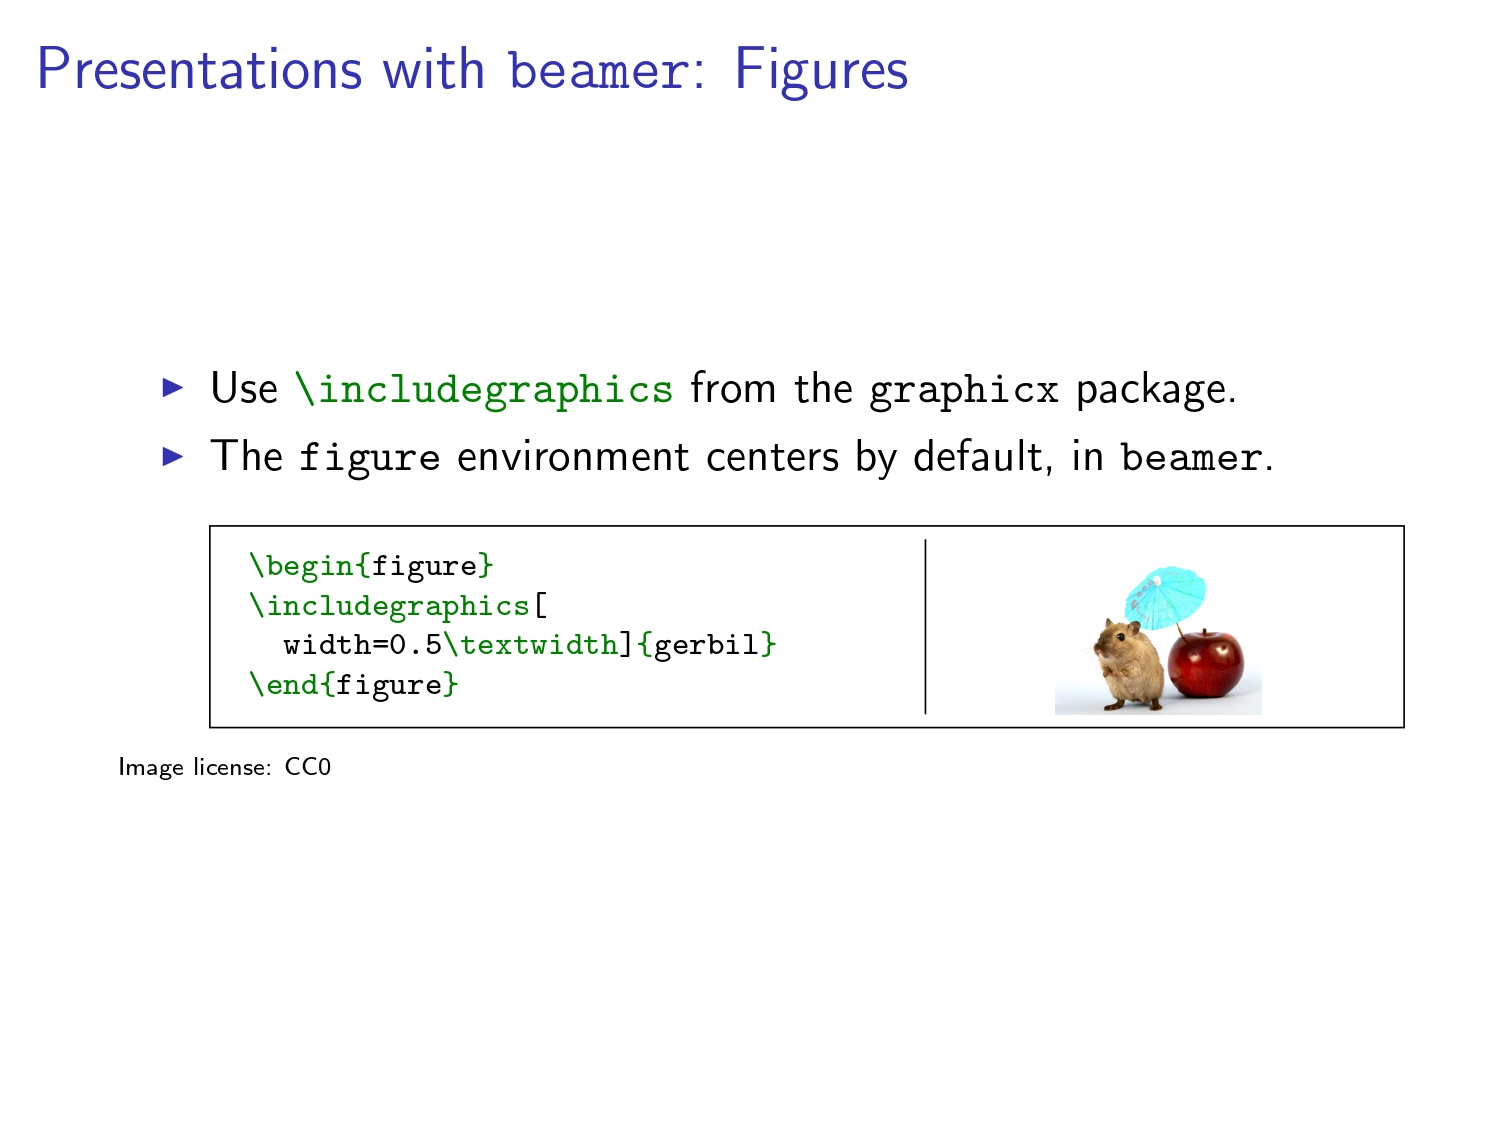 Presentations with beamer: Figures
▶ Use \includegraphics from the graphicx package.
▶ The figure environment centers by default, in beamer.
\begin{figure}
\includegraphics[
  width=0.5\textwidth]{gerbil}
\end{figure}
Image license: CC0